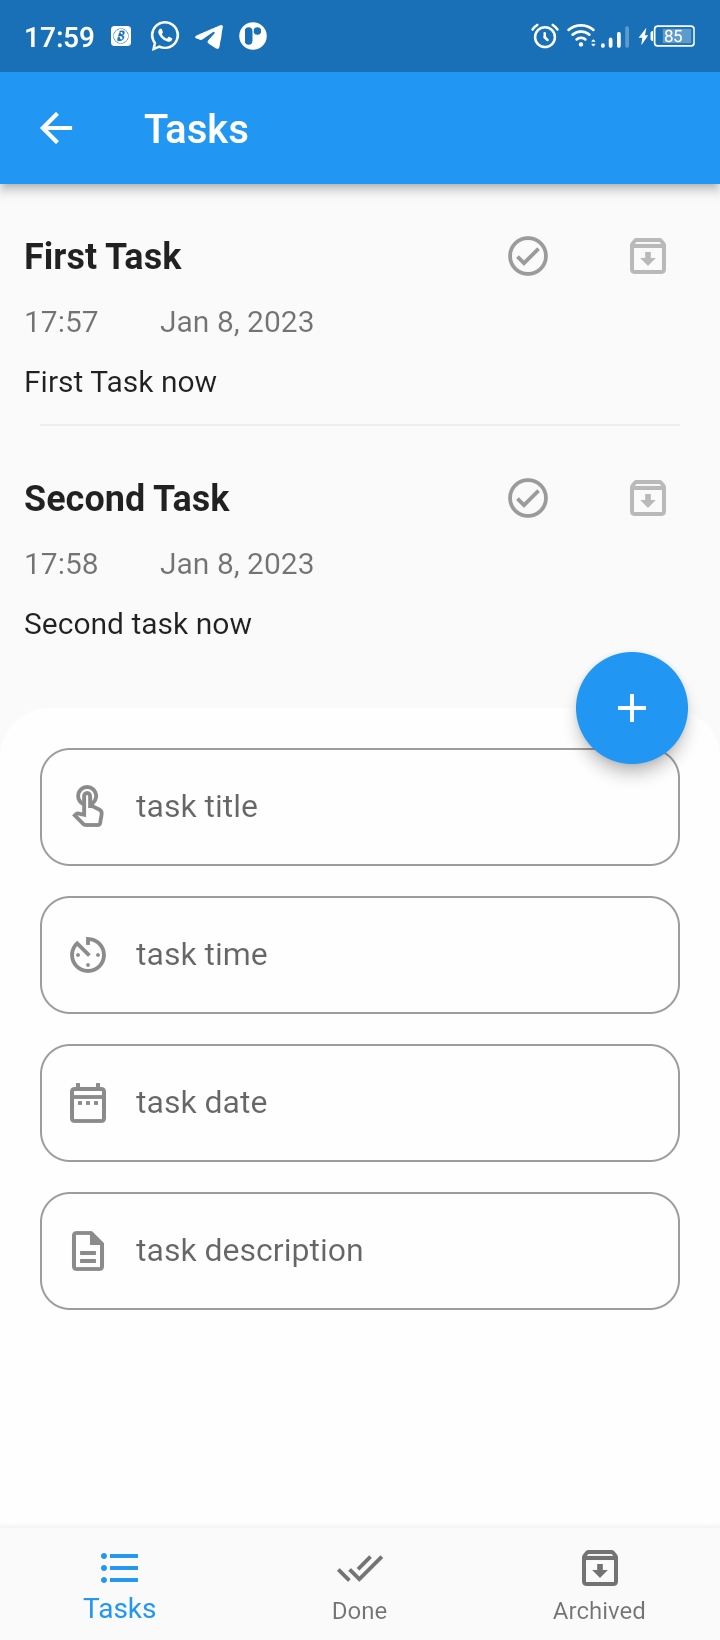 17:59 85
Tasks
First Task
17:57 Jan 8, 2023
First Task now
Second Task
17:58 Jan 8, 2023
Second task now
task title
task time
task date
task description
Tasks Done Archived